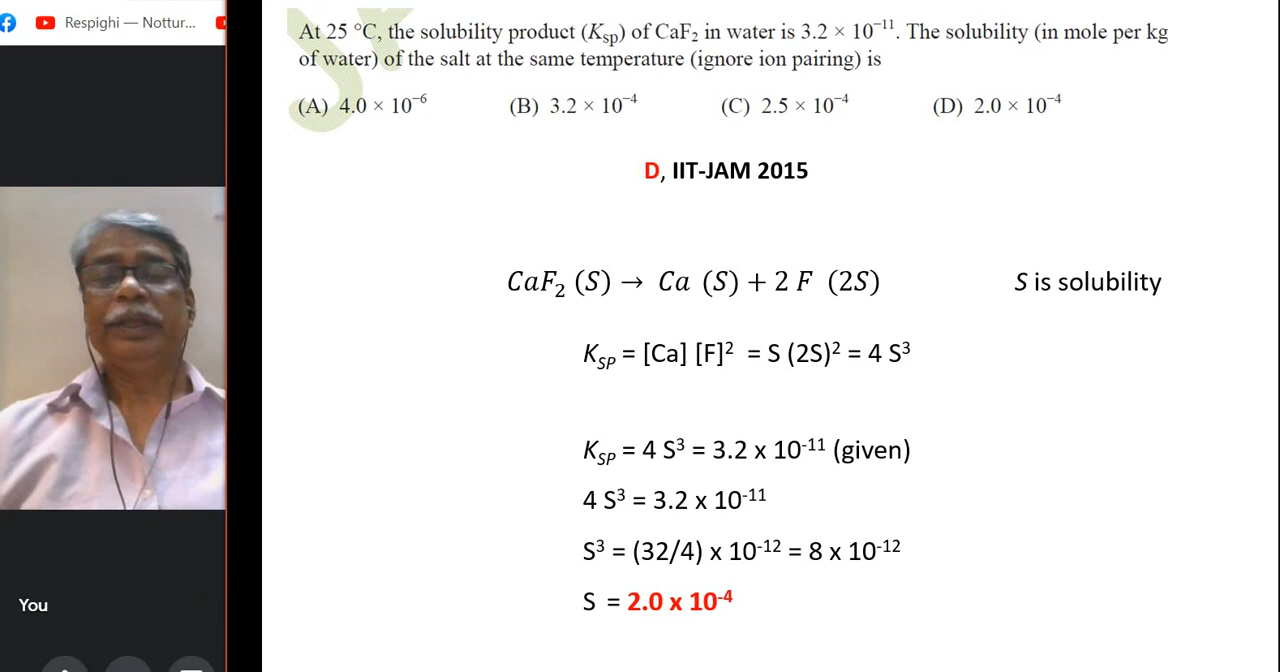 Respighi — Nottur...
At 25 °C, the solubility product (Ksp) of CaF₂ in water is 3.2 × 10⁻¹¹. The solubility (in mole per kg
of water) of the salt at the same temperature (ignore ion pairing) is
(A) 4.0 × 10⁻⁶ (B) 3.2 × 10⁻⁴ (C) 2.5 × 10⁻⁴ (D) 2.0 × 10⁻⁴
D, IIT-JAM 2015
CaF₂ (S) → Ca (S) + 2 F (2S) S is solubility
KSP = [Ca] [F]² = S (2S)² = 4 S³
KSP = 4 S³ = 3.2 x 10⁻¹¹ (given)
4 S³ = 3.2 x 10⁻¹¹
S³ = (32/4) x 10⁻¹² = 8 x 10⁻¹²
S = 2.0 x 10⁻⁴
You